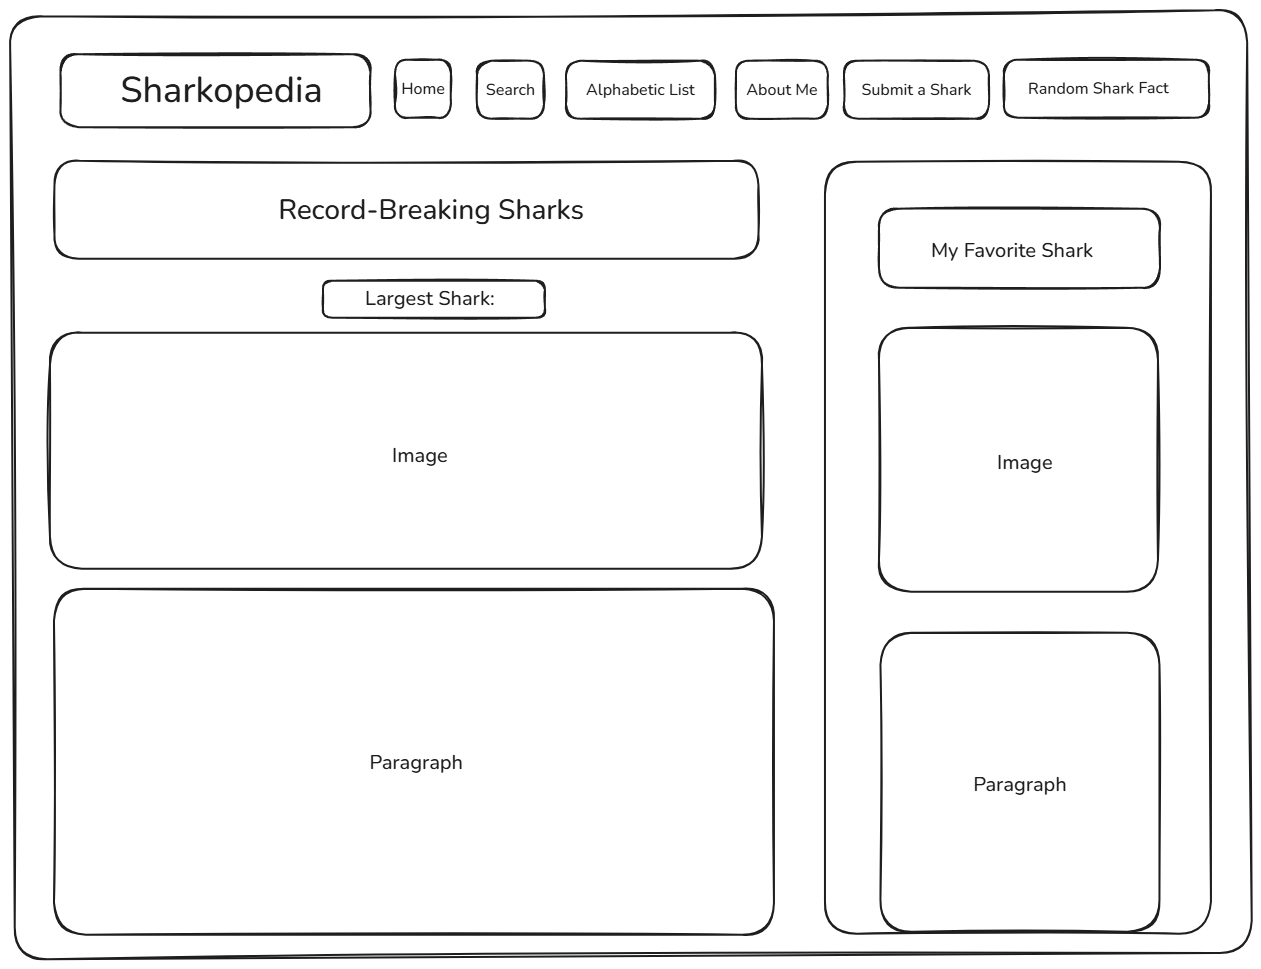 Sharkopedia
Home
Search
Alphabetic List
About Me
Submit a Shark
Random Shark Fact
Record-Breaking Sharks
Largest Shark:
Image
Paragraph
My Favorite Shark
Image
Paragraph